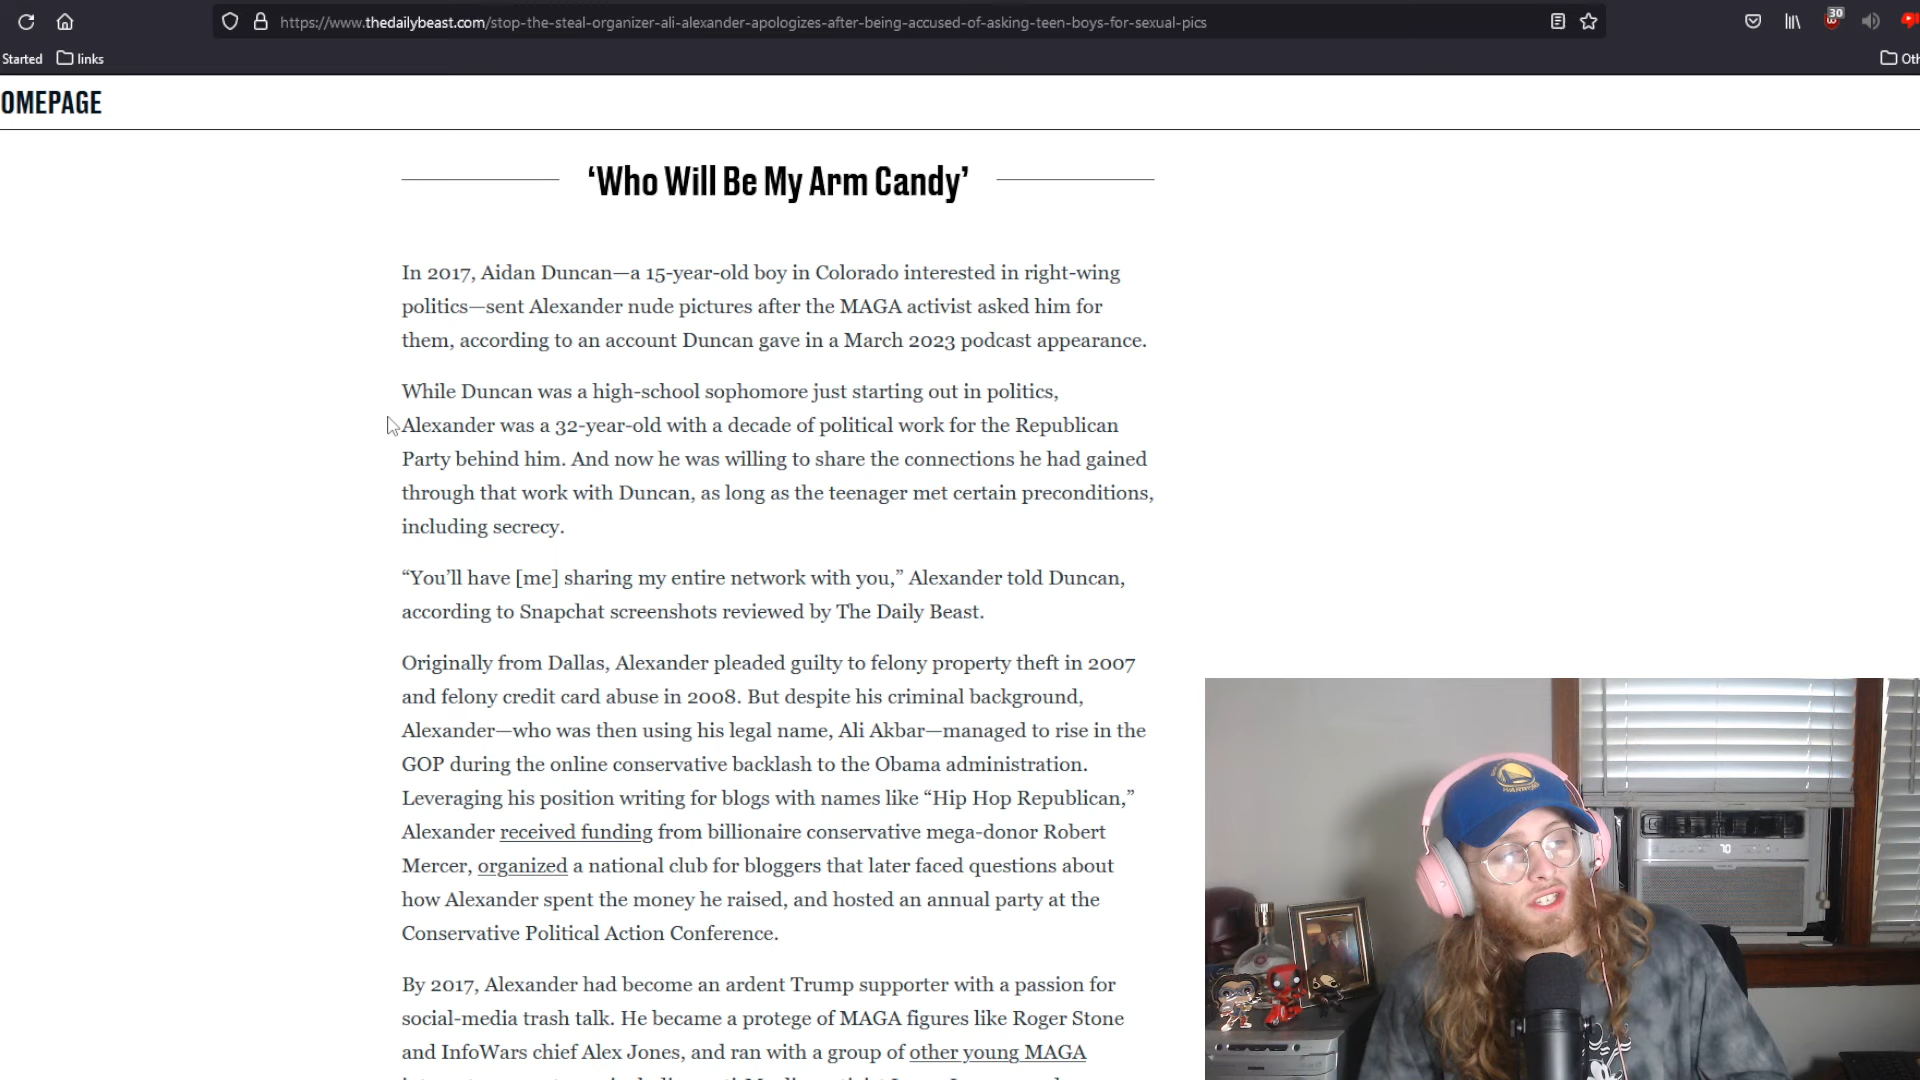 https://www.thedailybeast.com/stop-the-steal-organizer-ali-alexander-apologizes-after-being-accused-of-asking-teen-boys-for-sexual-pics
30
Started
links
Oth
OMEPAGE
‘Who Will Be My Arm Candy’
In 2017, Aidan Duncan—a 15-year-old boy in Colorado interested in right-wing
politics—sent Alexander nude pictures after the MAGA activist asked him for
them, according to an account Duncan gave in a March 2023 podcast appearance.
While Duncan was a high-school sophomore just starting out in politics,
Alexander was a 32-year-old with a decade of political work for the Republican
Party behind him. And now he was willing to share the connections he had gained
through that work with Duncan, as long as the teenager met certain preconditions,
including secrecy.
“You’ll have [me] sharing my entire network with you,” Alexander told Duncan,
according to Snapchat screenshots reviewed by The Daily Beast.
Originally from Dallas, Alexander pleaded guilty to felony property theft in 2007
and felony credit card abuse in 2008. But despite his criminal background,
Alexander—who was then using his legal name, Ali Akbar—managed to rise in the
GOP during the online conservative backlash to the Obama administration.
Leveraging his position writing for blogs with names like “Hip Hop Republican,”
Alexander received funding from billionaire conservative mega-donor Robert
Mercer, organized a national club for bloggers that later faced questions about
how Alexander spent the money he raised, and hosted an annual party at the
Conservative Political Action Conference.
By 2017, Alexander had become an ardent Trump supporter with a passion for
social-media trash talk. He became a protege of MAGA figures like Roger Stone
and InfoWars chief Alex Jones, and ran with a group of other young MAGA
WARRIORS
70